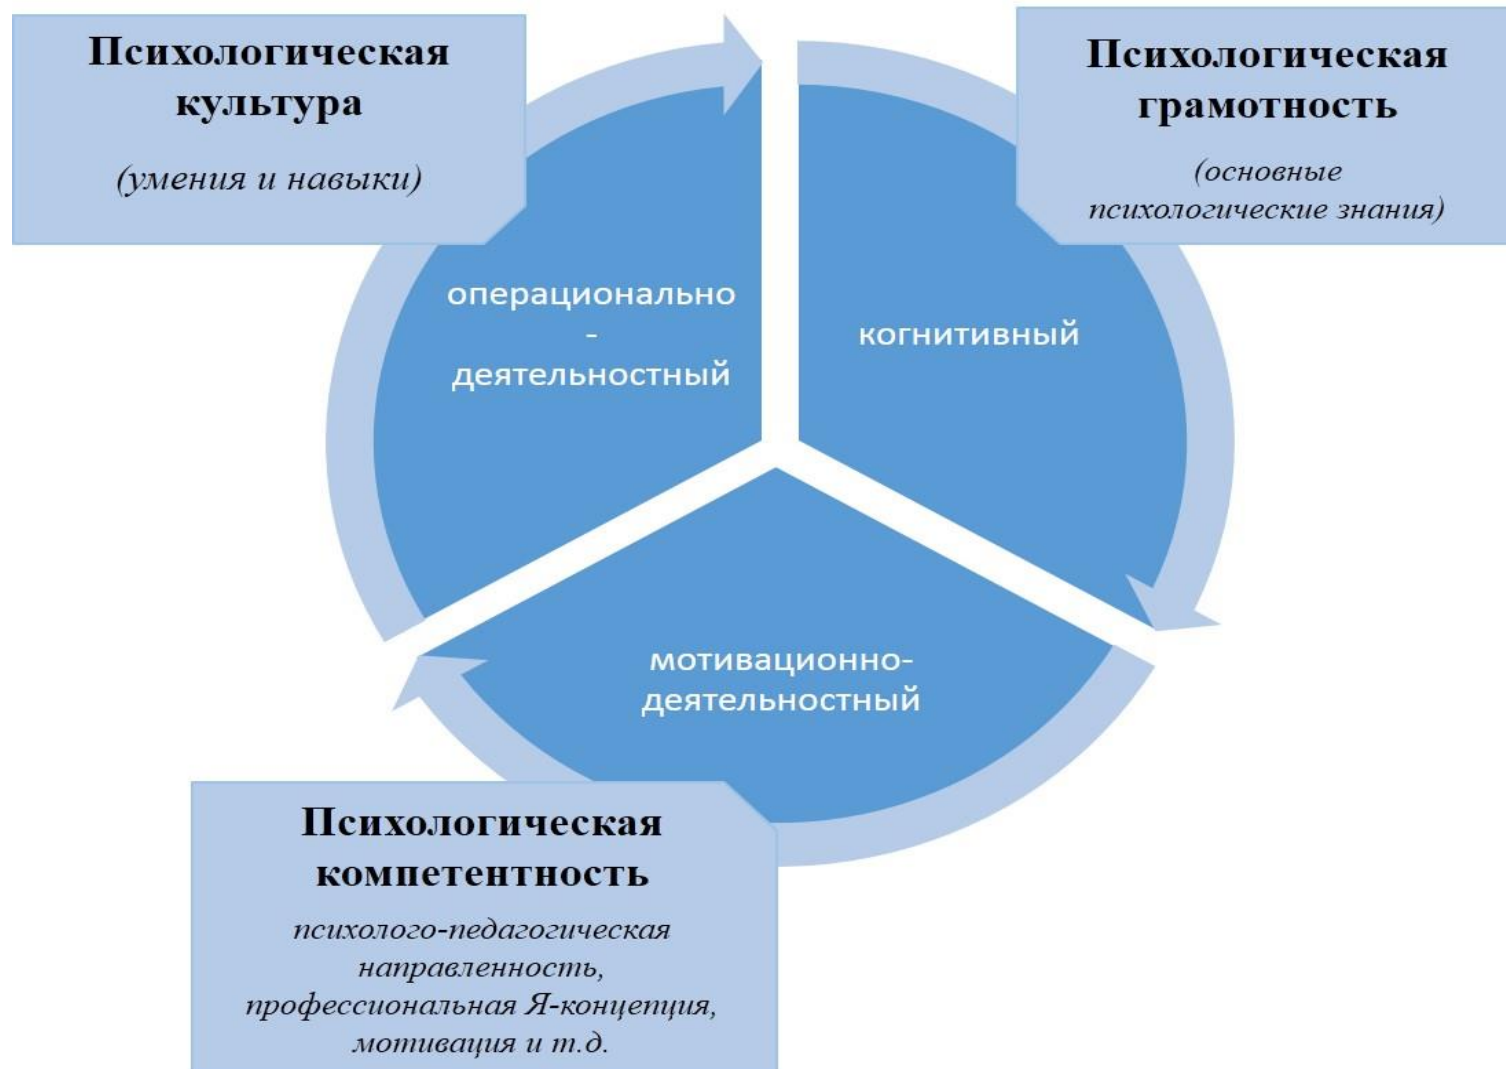 Психологическая
культура
(умения и навыки)
Психологическая
грамотность
(основные
психологические знания)
операционально
-
деятельностный
когнитивный
мотивационно-
деятельностный
Психологическая
компетентность
психолого-педагогическая
направленность,
профессиональная Я-концепция,
мотивация и т.д.